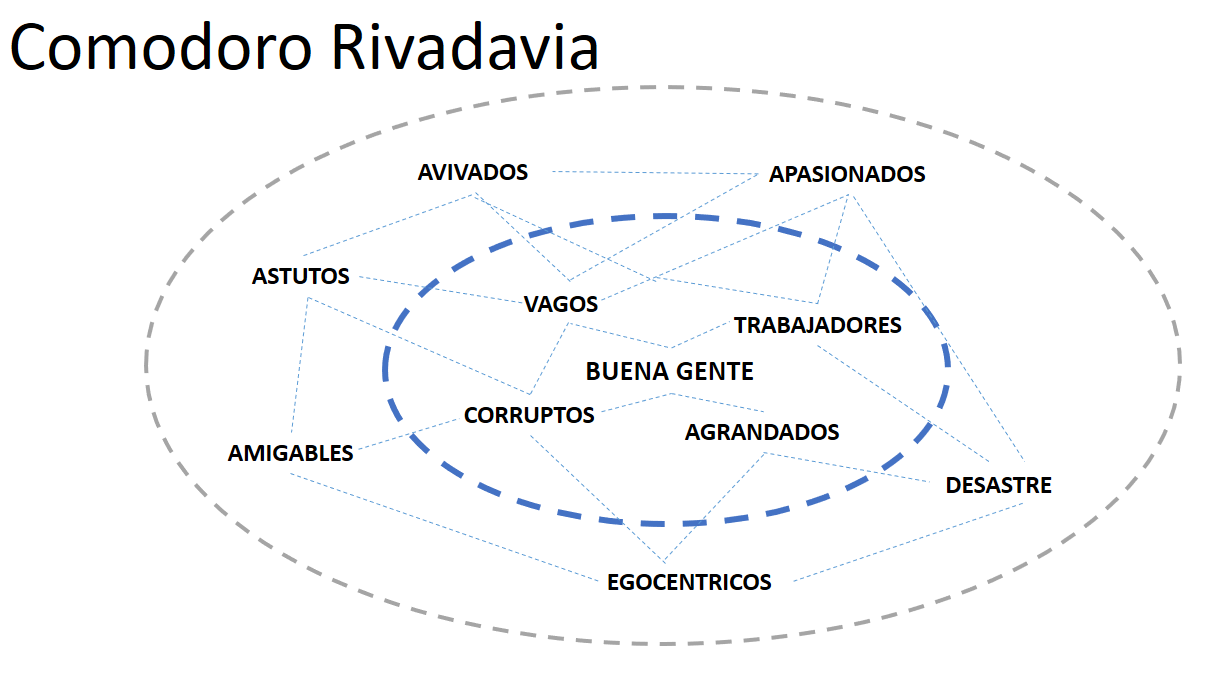 Comodoro Rivadavia
AVIVADOS
APASIONADOS
ASTUTOS
VAGOS
TRABAJADORES
BUENA GENTE
CORRUPTOS
AGRANDADOS
AMIGABLES
DESASTRE
EGOCENTRICOS